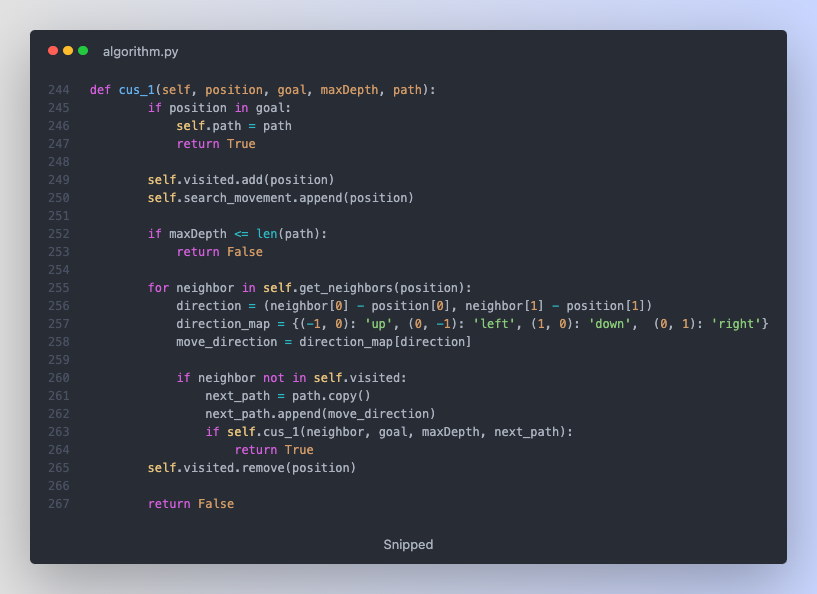 algorithm.py
244 def cus_1(self, position, goal, maxDepth, path):
245         if position in goal:
246             self.path = path
247             return True
248
249         self.visited.add(position)
250         self.search_movement.append(position)
251
252         if maxDepth <= len(path):
253             return False
254
255         for neighbor in self.get_neighbors(position):
256             direction = (neighbor[0] - position[0], neighbor[1] - position[1])
257             direction_map = {(-1, 0): 'up', (0, -1): 'left', (1, 0): 'down',  (0, 1): 'right'}
258             move_direction = direction_map[direction]
259
260             if neighbor not in self.visited:
261                 next_path = path.copy()
262                 next_path.append(move_direction)
263                 if self.cus_1(neighbor, goal, maxDepth, next_path):
264                     return True
265         self.visited.remove(position)
266
267         return False
Snipped